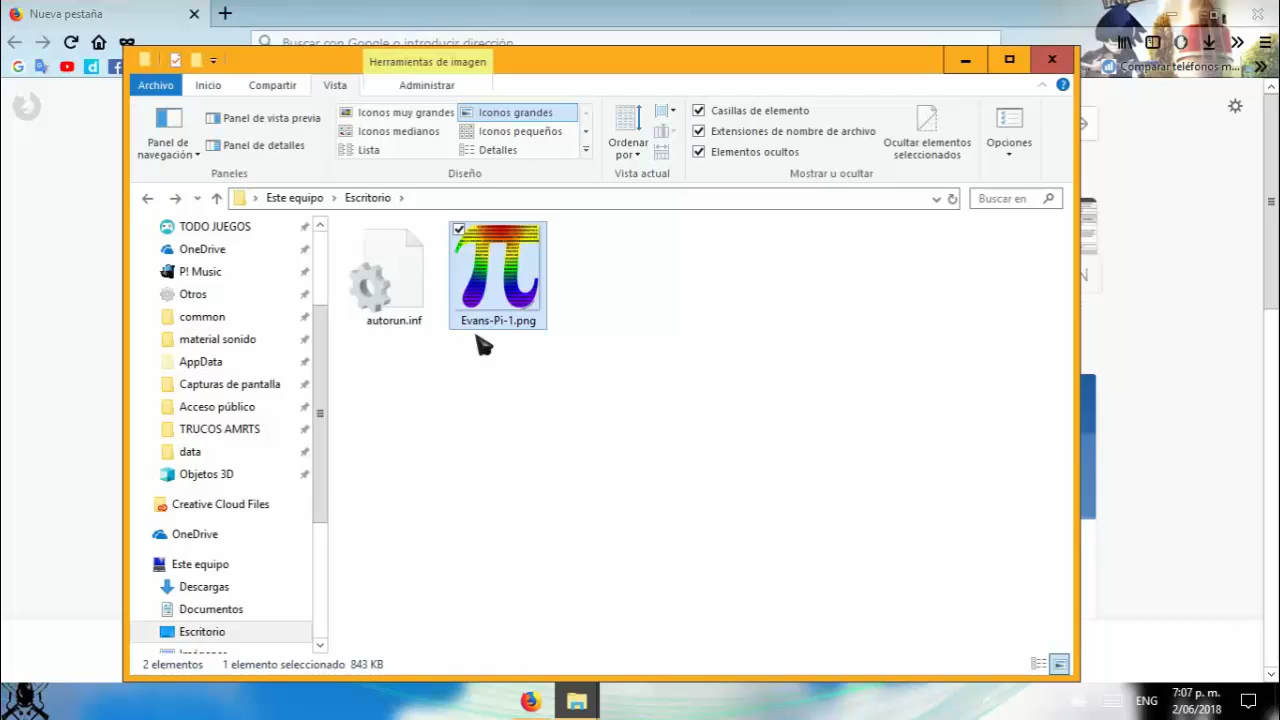 Nueva pestaña
Buscar con Google o introducir dirección
Comparar teléfonos m...
Herramientas de imagen
Archivo Inicio Compartir Vista Administrar
Panel de navegación
Panel de vista previa
Panel de detalles
Paneles
Iconos muy grandes Iconos grandes
Iconos medianos Iconos pequeños
Lista Detalles
Diseño
Ordenar por
Vista actual
Casillas de elemento
Extensiones de nombre de archivo
Elementos ocultos
Ocultar elementos seleccionados
Mostrar u ocultar
Opciones
Este equipo Escritorio
Buscar en
TODO JUEGOS
OneDrive
P! Music
Otros
common
material sonido
AppData
Capturas de pantalla
Acceso público
TRUCOS AMRTS
data
Objetos 3D
Creative Cloud Files
OneDrive
Este equipo
Descargas
Documentos
Escritorio
Imágenes
autorun.inf
Evans-Pi-1.png
2 elementos 1 elemento seleccionado 843 KB
ENG
7:07 p. m.
2/06/2018